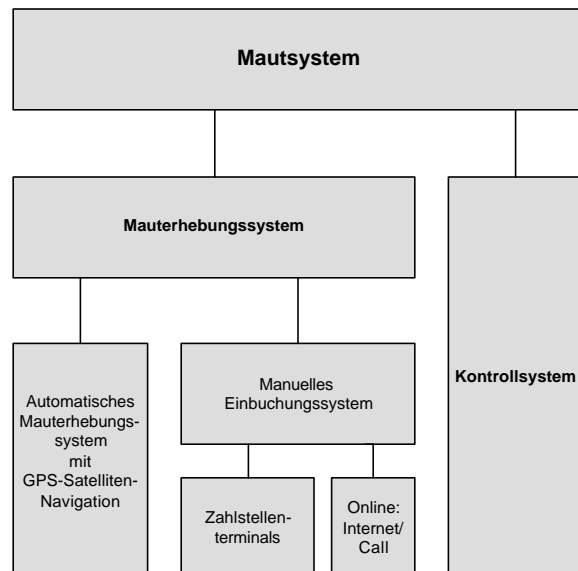 Mautsystem
Mauterhebungssystem
Kontrollsystem
Automatisches
Mauterhebungs-
system
mit
GPS-Satelliten-
Navigation
Manuelles
Einbuchungssystem
Zahlstellen-
terminals
Online:
Internet/
Call